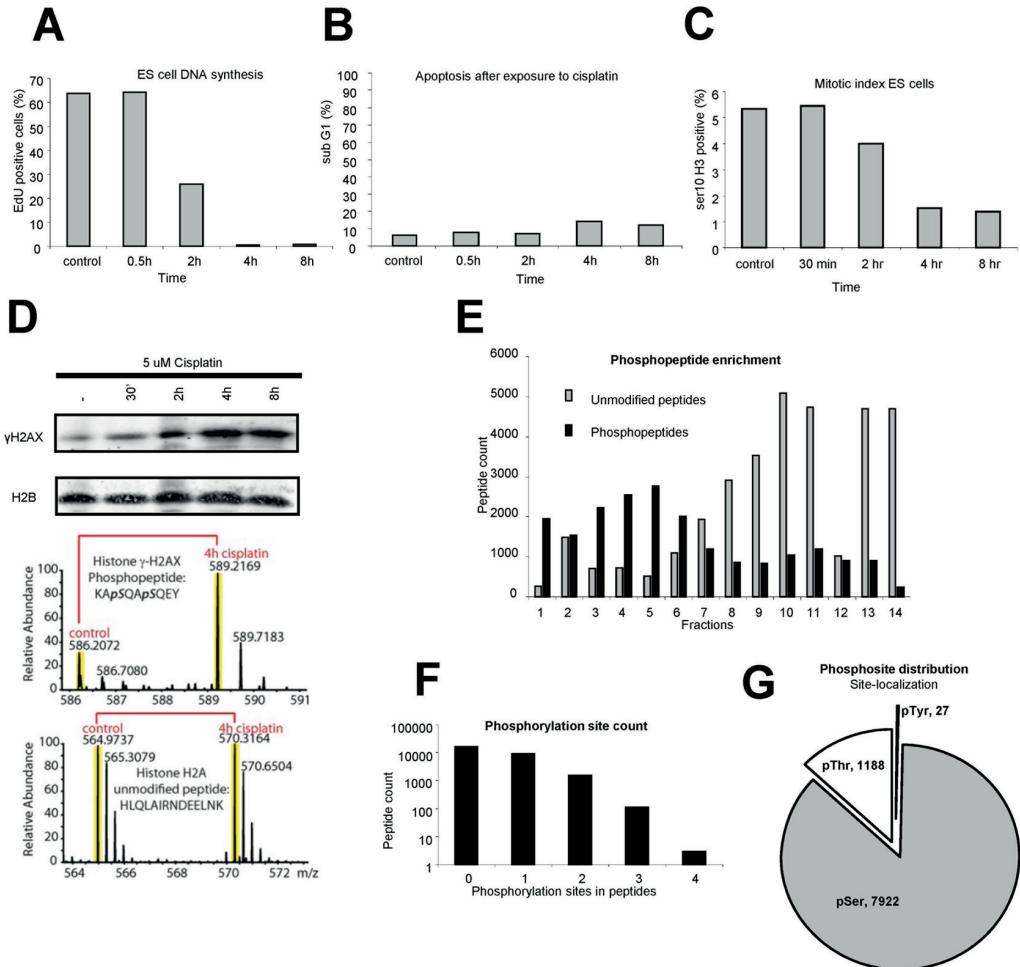 A
ES cell DNA synthesis
EdU positive cells (%)
70
60
50
40
30
20
10
0
control 0.5h 2h 4h 8h
Time
B
Apoptosis after exposure to cisplatin
sub G1 (%)
100
90
80
70
60
50
40
30
20
10
0
control 0.5h 2h 4h 8h
Time
C
Mitotic index ES cells
ser10 H3 positive (%)
6
5
4
3
2
1
0
control 30 min 2 hr 4 hr 8 hr
Time
D
5 uM Cisplatin
- 30' 2h 4h 8h
γH2AX
H2B
Relative Abundance
100
80
60
40
20
0
Histone γ-H2AX
Phosphopeptide:
KApSQApSQEY
control
586.2072
586.7080
4h cisplatin
589.2169
589.7183
586 587 588 589 590 591
Relative Abundance
100
80
60
40
20
0
control
564.9737
565.3079
4h cisplatin
570.3164
570.6504
Histone H2A
unmodified peptide:
HLQLAIRNDEELNK
564 566 568 570 572 m/z
E
Phosphopeptide enrichment
Unmodified peptides
Phosphopeptides
Peptide count
6000
5000
4000
3000
2000
1000
0
1 2 3 4 5 6 7 8 9 10 11 12 13 14
Fractions
F
Phosphorylation site count
Peptide count
100000
10000
1000
100
10
1
0 1 2 3 4
Phosphorylation sites in peptides
G
Phosphosite distribution
Site-localization
pTyr, 27
pThr, 1188
pSer, 7922